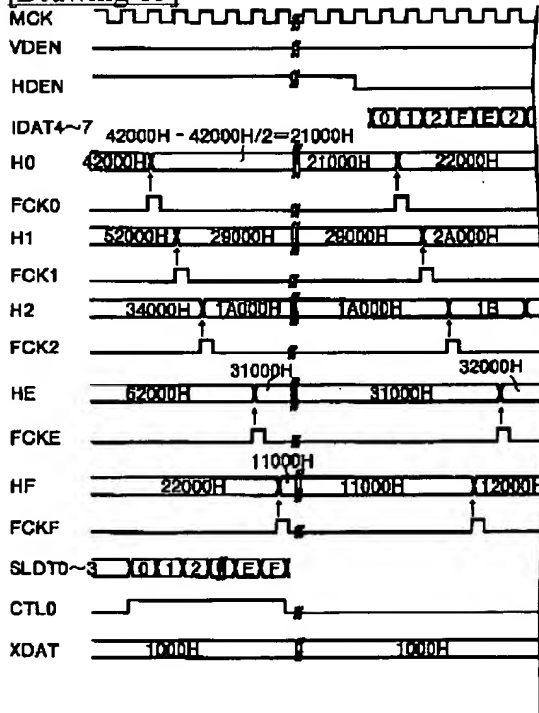 MCK
VDEN
HDEN
IDAT4~7 0 1 2 F E 2
42000H - 42000H/2=21000H
H0 42000H 21000H 22000H
FCK0
H1 52000H 29000H 29000H 2A000H
FCK1
H2 34000H 1A000H 1A000H 1B
FCK2
31000H 32000H
HE 62000H 31000H
FCKE
11000H
HF 22000H 11000H 12000H
FCKF
SLDT0~3 0 1 2 E F
CTL0
XDAT 1000H 1000H